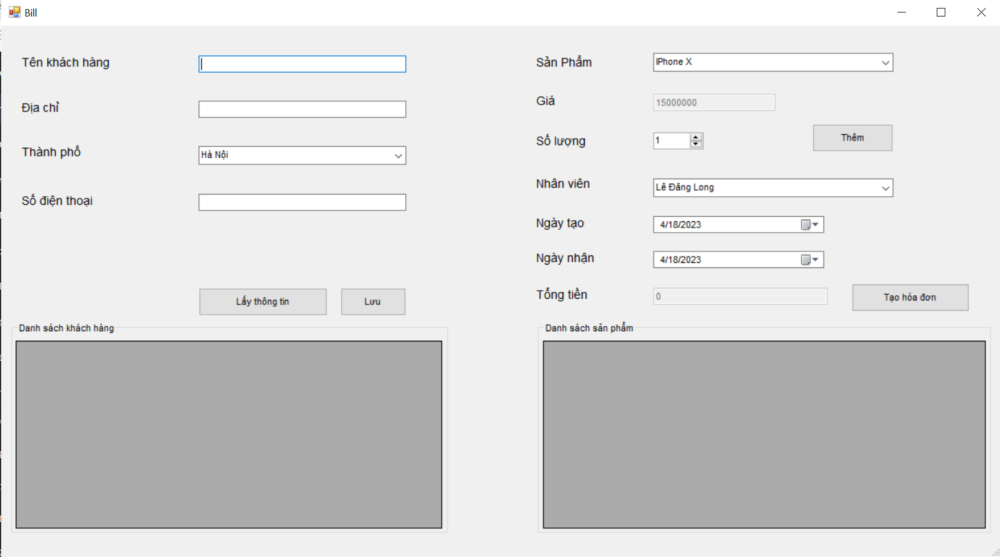 Bill
Tên khách hàng
Địa chỉ
Thành phố
Hà Nội
Số điện thoại
Lấy thông tin
Lưu
Danh sách khách hàng
Sản Phẩm
IPhone X
Giá
15000000
Số lượng
1
Thêm
Nhân viên
Lê Đăng Long
Ngày tạo
4/18/2023
Ngày nhận
4/18/2023
Tổng tiền
0
Tạo hóa đơn
Danh sách sản phẩm